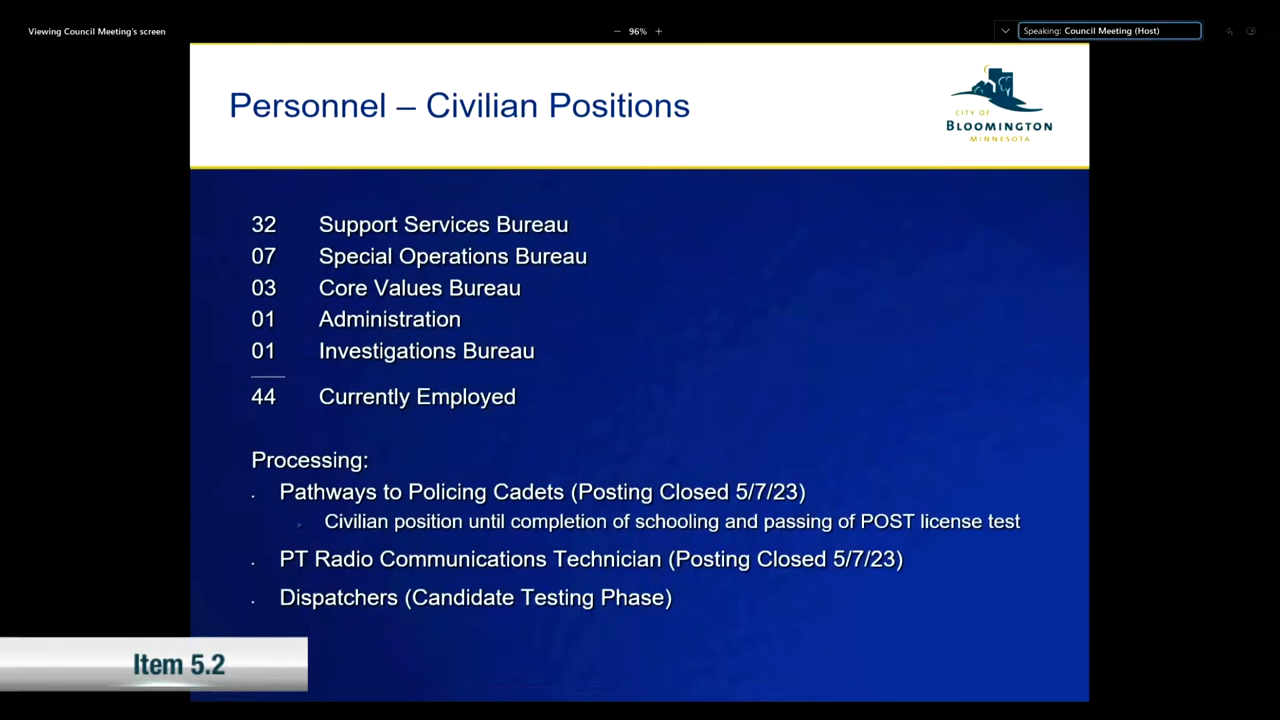 Viewing Council Meeting's screen
− 96% +
Speaking: Council Meeting (Host)
Personnel – Civilian Positions
CITY OF
BLOOMINGTON
MINNESOTA
32 Support Services Bureau
07 Special Operations Bureau
03 Core Values Bureau
01 Administration
01 Investigations Bureau
44 Currently Employed
Processing:
Pathways to Policing Cadets (Posting Closed 5/7/23)
Civilian position until completion of schooling and passing of POST license test
PT Radio Communications Technician (Posting Closed 5/7/23)
Dispatchers (Candidate Testing Phase)
Item 5.2